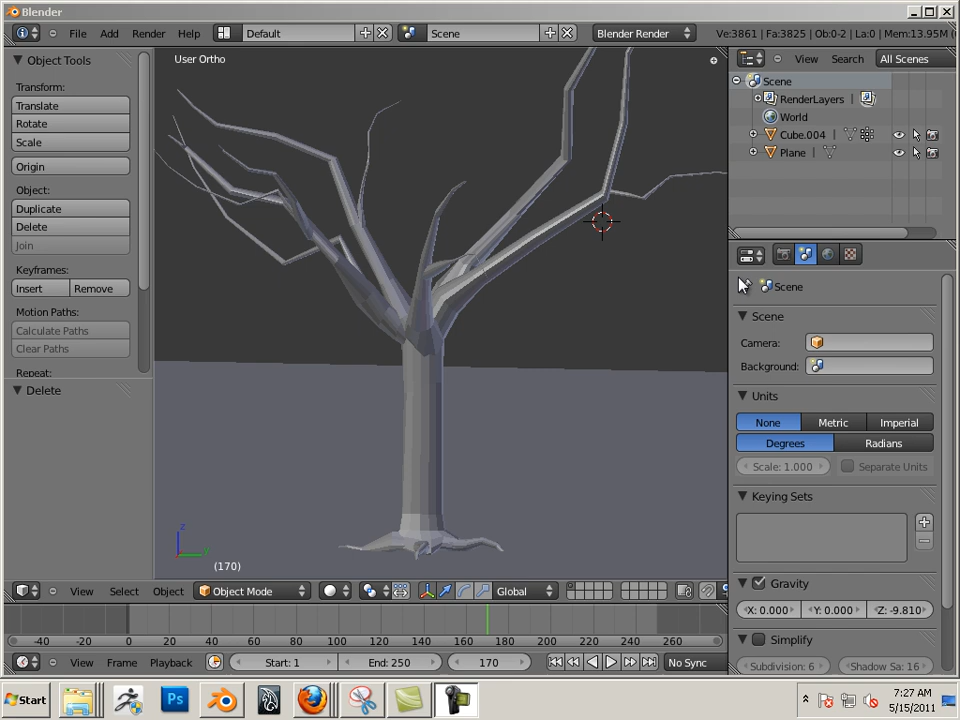 Blender
File Add Render Help Default Scene Blender Render Ve:3861 | Fa:3825 | Ob:0-2 | La:0 | Mem:13.95M (
Object Tools
Transform:
Translate
Rotate
Scale
Origin
Object:
Duplicate
Delete
Join
Keyframes:
Insert Remove
Motion Paths:
Calculate Paths
Clear Paths
Repeat:
Delete
User Ortho
z
(170)
View Search All Scenes
Scene
RenderLayers |
World
Cube.004 |
Plane |
Scene
Scene
Camera:
Background:
Units
None Metric Imperial
Degrees Radians
Scale: 1.000 Separate Units
Keying Sets
Gravity
X: 0.000 Y: 0.000 Z: -9.810
Simplify
Subdivision: 6 Shadow Sa: 16
View Select Object Object Mode Global
-40 -20 0 20 40 60 80 100 120 140 160 180 200 220 240 260
View Frame Playback Start: 1 End: 250 170 No Sync
Start Ps 7:27 AM
5/15/2011